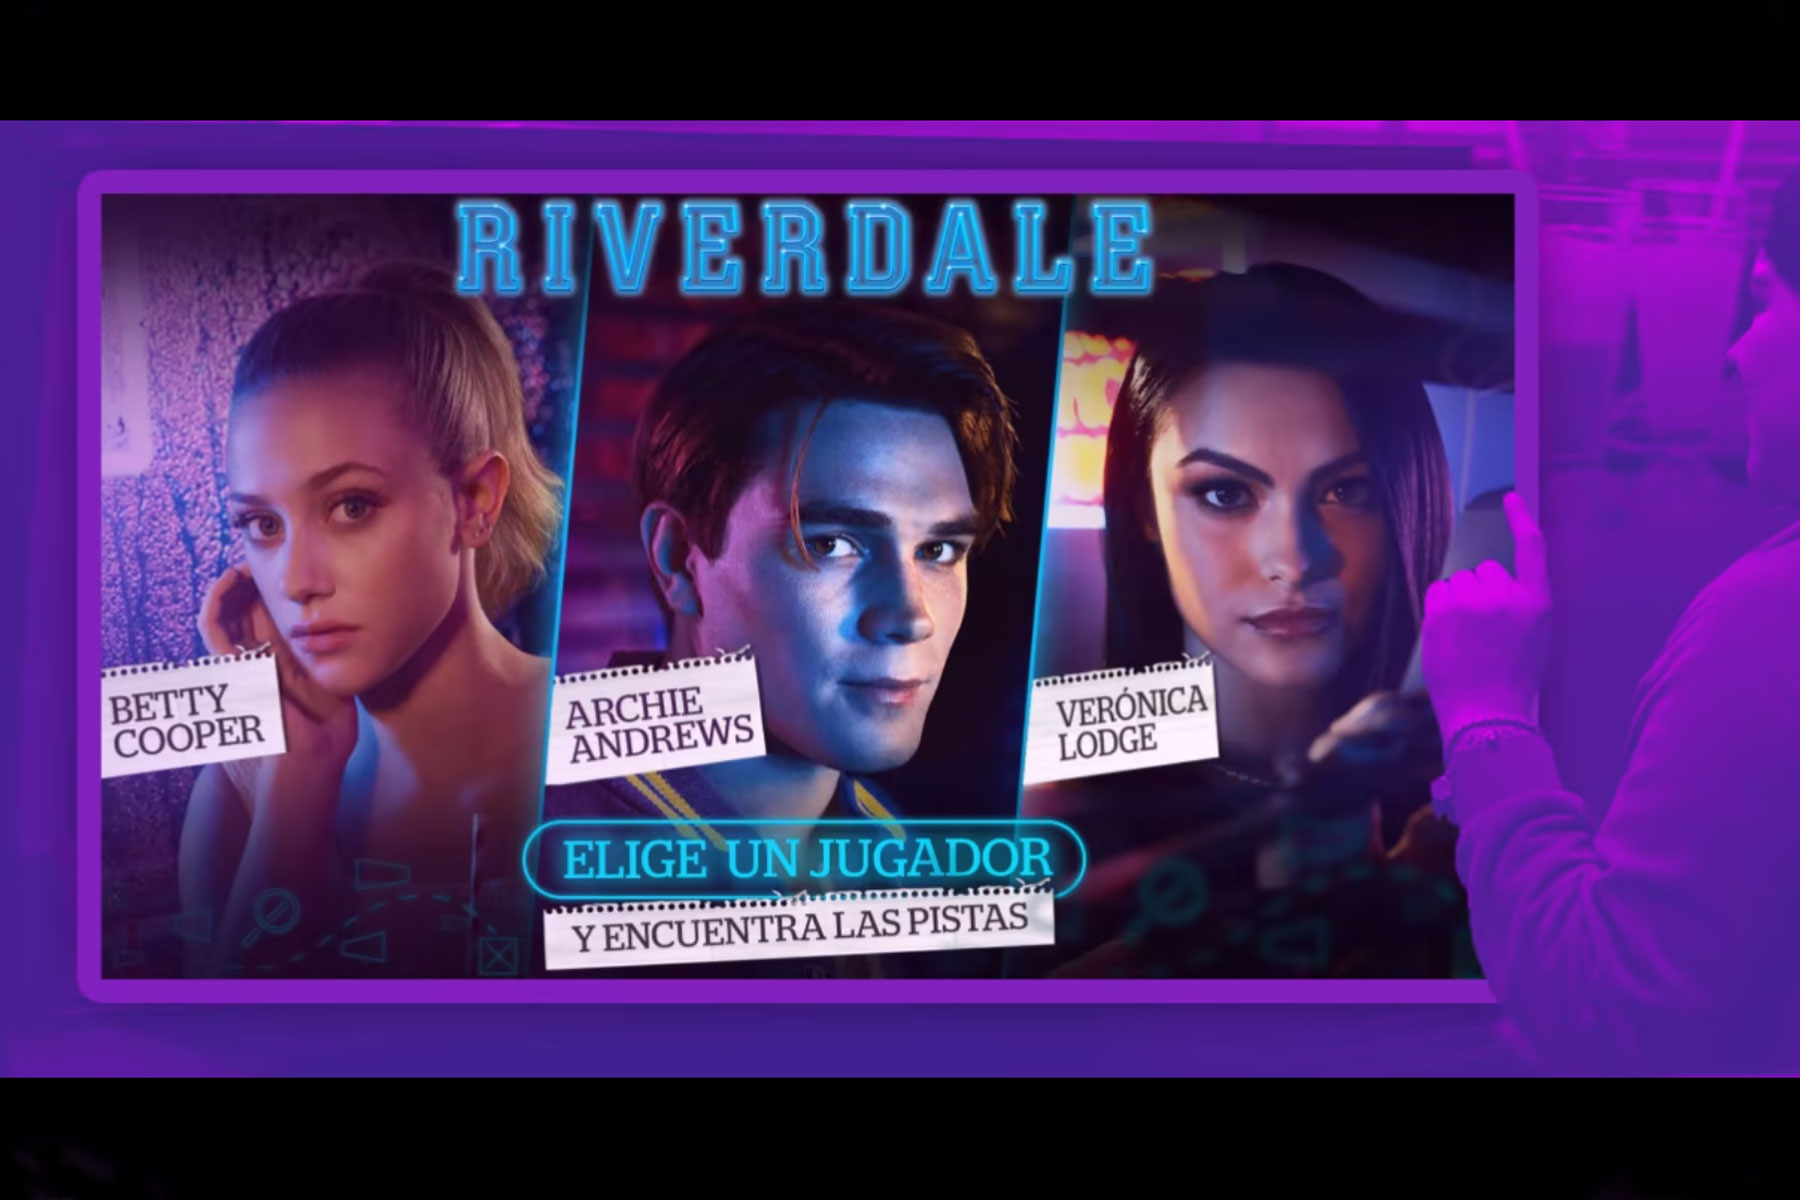 RIVERDALE
BETTY
COOPER
ARCHIE
ANDREWS
VERÓNICA
LODGE
ELIGE UN JUGADOR
Y ENCUENTRA LAS PISTAS